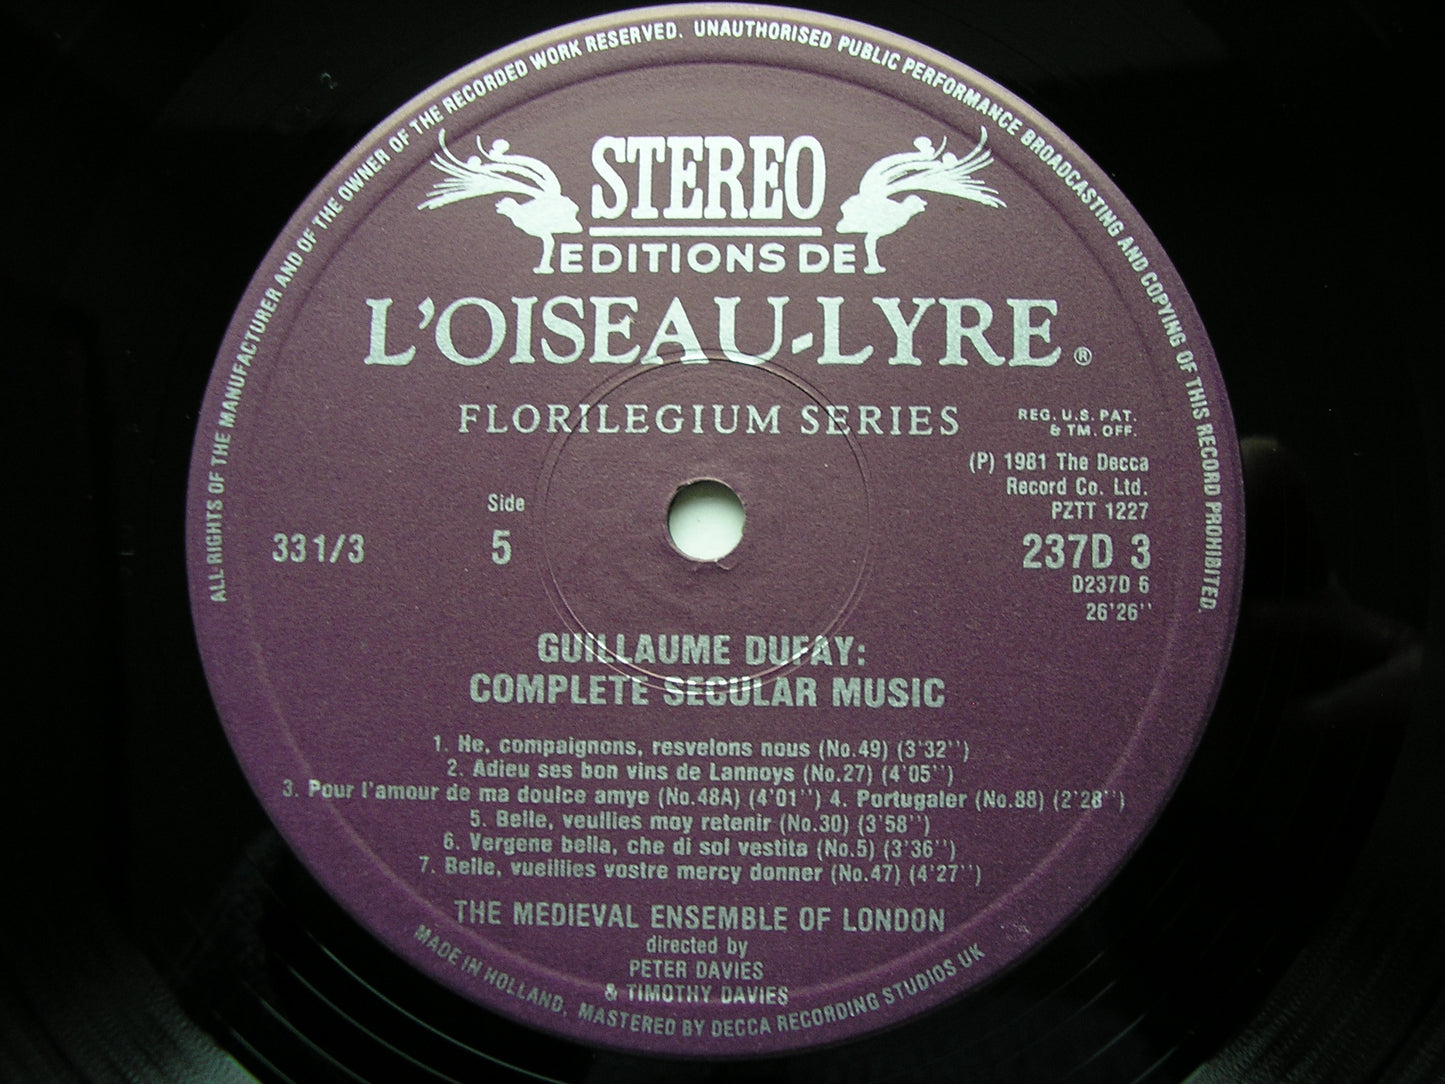 ALL RIGHTS OF THE MANUFACTURER AND OF THE OWNER OF THE RECORDED WORK RESERVED. UNAUTHORISED PUBLIC PERFORMANCE BROADCASTING AND COPYING OF THIS RECORD PROHIBITED.
STEREO
EDITIONS DE
L'OISEAU-LYRE ®
FLORILEGIUM SERIES
REG. U.S. PAT.
& TM. OFF.
(P) 1981 The Decca
Record Co. Ltd.
PZTT 1227
Side
33 1/3 5 237D 3
D237D 6
26'26''
GUILLAUME DUFAY:
COMPLETE SECULAR MUSIC
1. He, compaignons, resvelons nous (No.49) (3'32'')
2. Adieu ses bon vins de Lannoys (No.27) (4'05'')
3. Pour l'amour de ma doulce amye (No.48A) (4'01'') 4. Portugaler (No.88) (2'28'')
5. Belle, veullies moy retenir (No.30) (3'58'')
6. Vergene bella, che di sol vestita (No.5) (3'36'')
7. Belle, vueillies vostre mercy donner (No.47) (4'27'')
THE MEDIEVAL ENSEMBLE OF LONDON
directed by
PETER DAVIES
& TIMOTHY DAVIES
MADE IN HOLLAND, MASTERED BY DECCA RECORDING STUDIOS UK